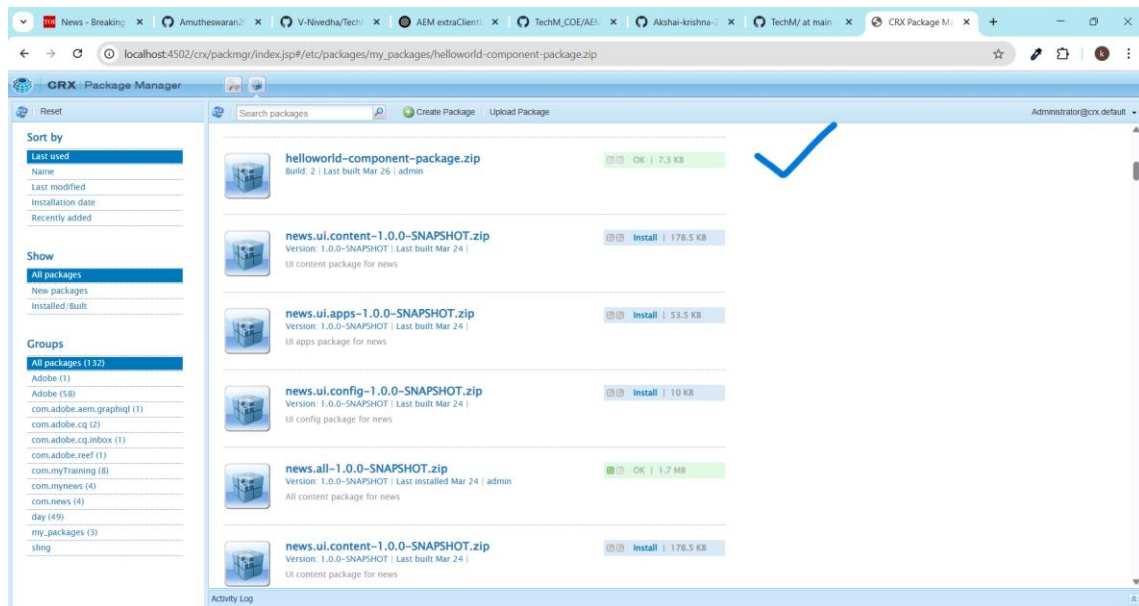 News - Breaking
Amutheswaran2
V-Nivedha/Tech
AEM extraClient
TechM_COE/AEM
Akshai-krishna-
TechM/ at main
CRX Package Ma
localhost:4502/crx/packmgr/index.jsp#/etc/packages/my_packages/helloworld-component-package.zip
k
CRX Package Manager
Reset
Search packages
Create Package
Upload Package
Administrator@crx.default
Sort by
Last used
Name
Last modified
Installation date
Recently added
Show
All packages
New packages
Installed/Built
Groups
All packages (132)
Adobe (1)
Adobe (58)
com.adobe.aem.graphiql (1)
com.adobe.cq (2)
com.adobe.cq.inbox (1)
com.adobe.reef (1)
com.myTraining (8)
com.mynews (4)
com.news (4)
day (49)
my_packages (3)
sling
helloworld-component-package.zip
OK | 7.3 KB
Build: 2 | Last built Mar 26 | admin
news.ui.content-1.0.0-SNAPSHOT.zip
Install | 178.5 KB
Version: 1.0.0-SNAPSHOT | Last built Mar 24 |
UI content package for news
news.ui.apps-1.0.0-SNAPSHOT.zip
Install | 53.5 KB
Version: 1.0.0-SNAPSHOT | Last built Mar 24 |
UI apps package for news
news.ui.config-1.0.0-SNAPSHOT.zip
Install | 10 KB
Version: 1.0.0-SNAPSHOT | Last built Mar 24 |
UI config package for news
news.all-1.0.0-SNAPSHOT.zip
OK | 1.7 MB
Version: 1.0.0-SNAPSHOT | Last installed Mar 24 | admin
All content package for news
news.ui.content-1.0.0-SNAPSHOT.zip
Install | 178.5 KB
Version: 1.0.0-SNAPSHOT | Last built Mar 24 |
UI content package for news
Activity Log